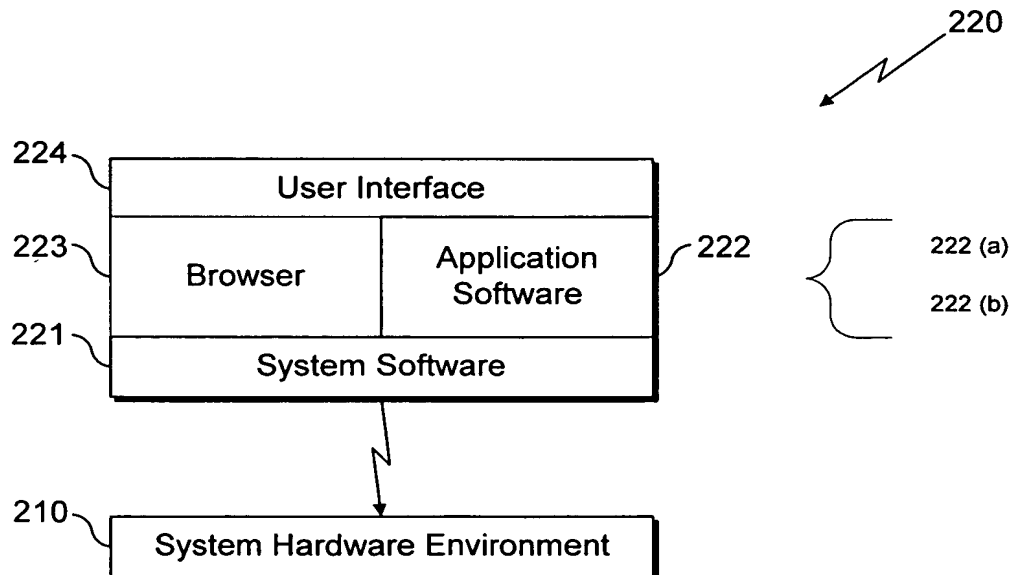 220
224
User Interface
223
Browser
Application
Software
222
222 (a)
222 (b)
221
System Software
210
System Hardware Environment